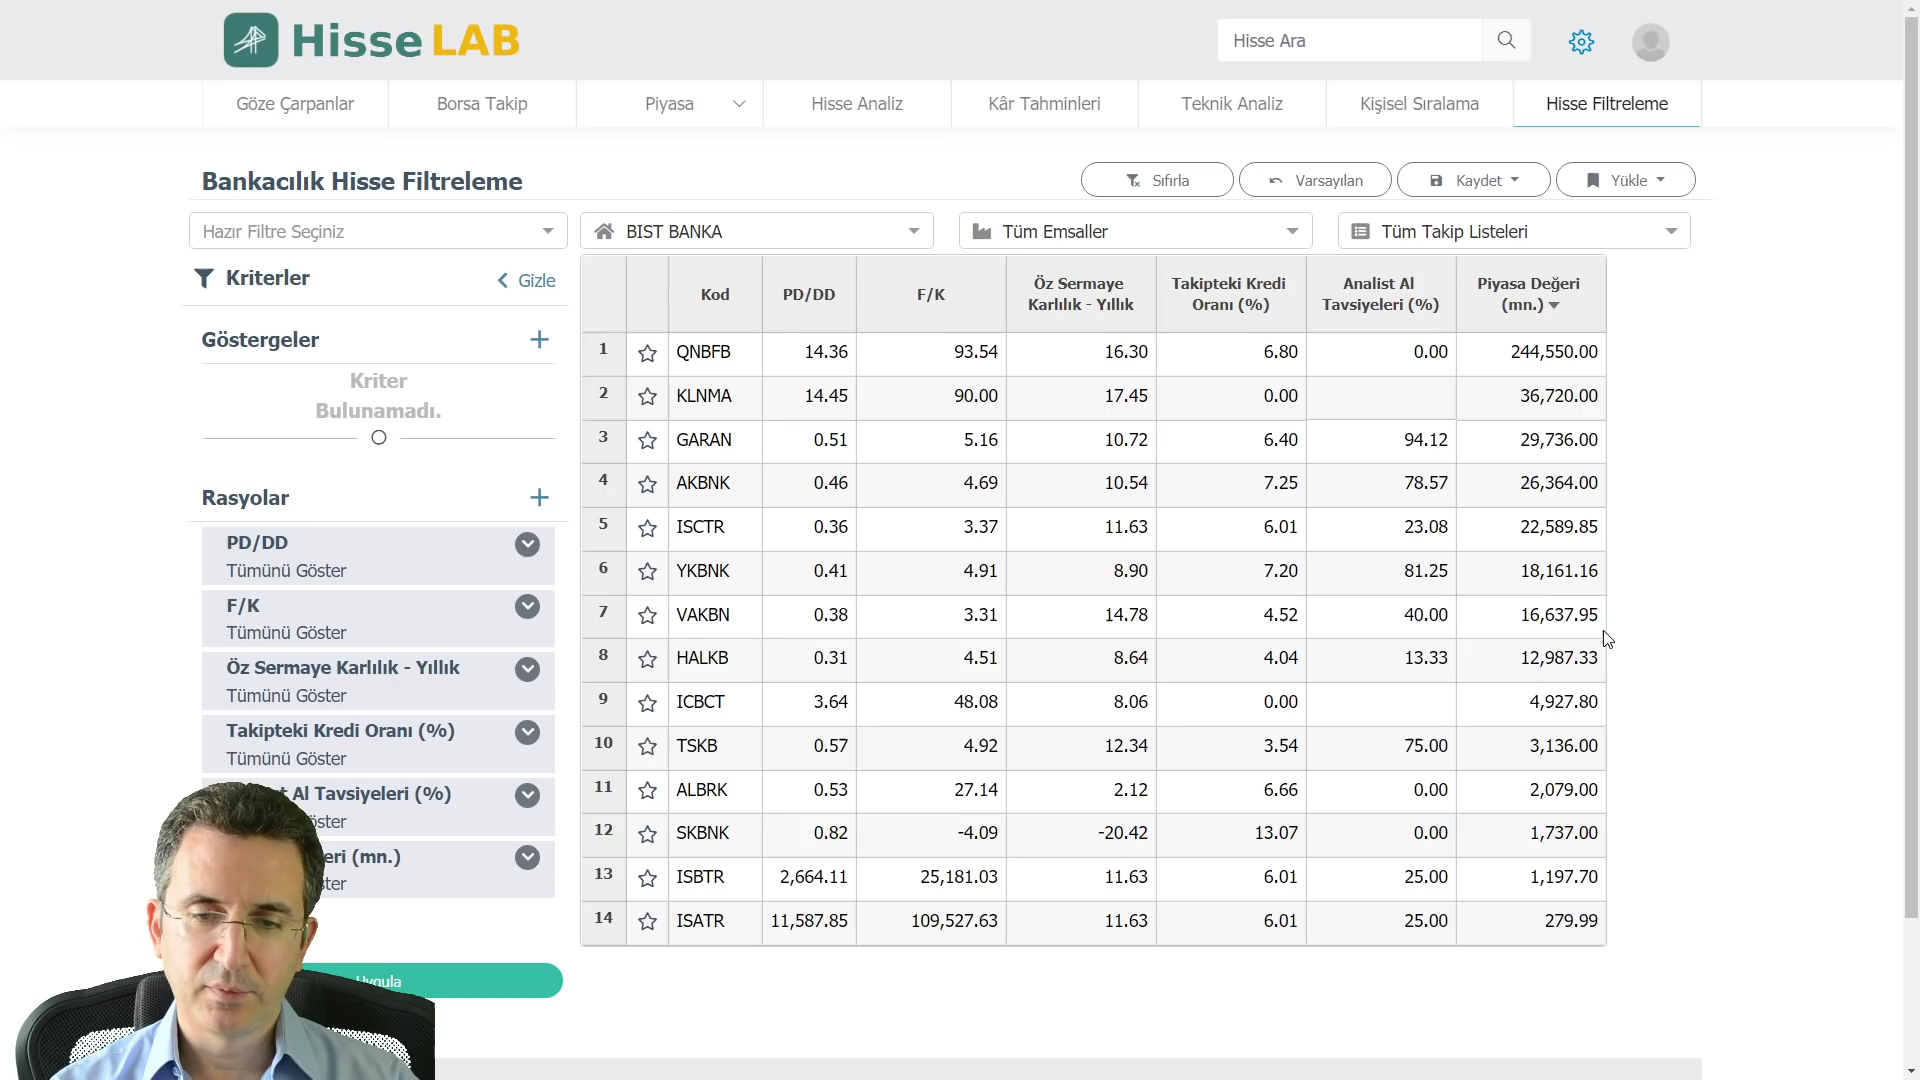 Hisse LAB
Hisse Ara
Göze Çarpanlar Borsa Takip Piyasa Hisse Analiz Kâr Tahminleri Teknik Analiz Kişisel Sıralama Hisse Filtreleme
Bankacılık Hisse Filtreleme
Sıfırla Varsayılan Kaydet Yükle
Hazır Filtre Seçiniz BIST BANKA Tüm Emsaller Tüm Takip Listeleri
Kriterler Gizle
Göstergeler
Kriter
Bulunamadı.
Rasyolar
PD/DD
Tümünü Göster
F/K
Tümünü Göster
Öz Sermaye Karlılık - Yıllık
Tümünü Göster
Takipteki Kredi Oranı (%)
Tümünü Göster
Al Tavsiyeleri (%)
(mn.)
Kod PD/DD F/K Öz Sermaye Karlılık - Yıllık Takipteki Kredi Oranı (%) Analist Al Tavsiyeleri (%) Piyasa Değeri (mn.)
1 QNBFB 14.36 93.54 16.30 6.80 0.00 244,550.00
2 KLNMA 14.45 90.00 17.45 0.00 36,720.00
3 GARAN 0.51 5.16 10.72 6.40 94.12 29,736.00
4 AKBNK 0.46 4.69 10.54 7.25 78.57 26,364.00
5 ISCTR 0.36 3.37 11.63 6.01 23.08 22,589.85
6 YKBNK 0.41 4.91 8.90 7.20 81.25 18,161.16
7 VAKBN 0.38 3.31 14.78 4.52 40.00 16,637.95
8 HALKB 0.31 4.51 8.64 4.04 13.33 12,987.33
9 ICBCT 3.64 48.08 8.06 0.00 4,927.80
10 TSKB 0.57 4.92 12.34 3.54 75.00 3,136.00
11 ALBRK 0.53 27.14 2.12 6.66 0.00 2,079.00
12 SKBNK 0.82 -4.09 -20.42 13.07 0.00 1,737.00
13 ISBTR 2,664.11 25,181.03 11.63 6.01 25.00 1,197.70
14 ISATR 11,587.85 109,527.63 11.63 6.01 25.00 279.99